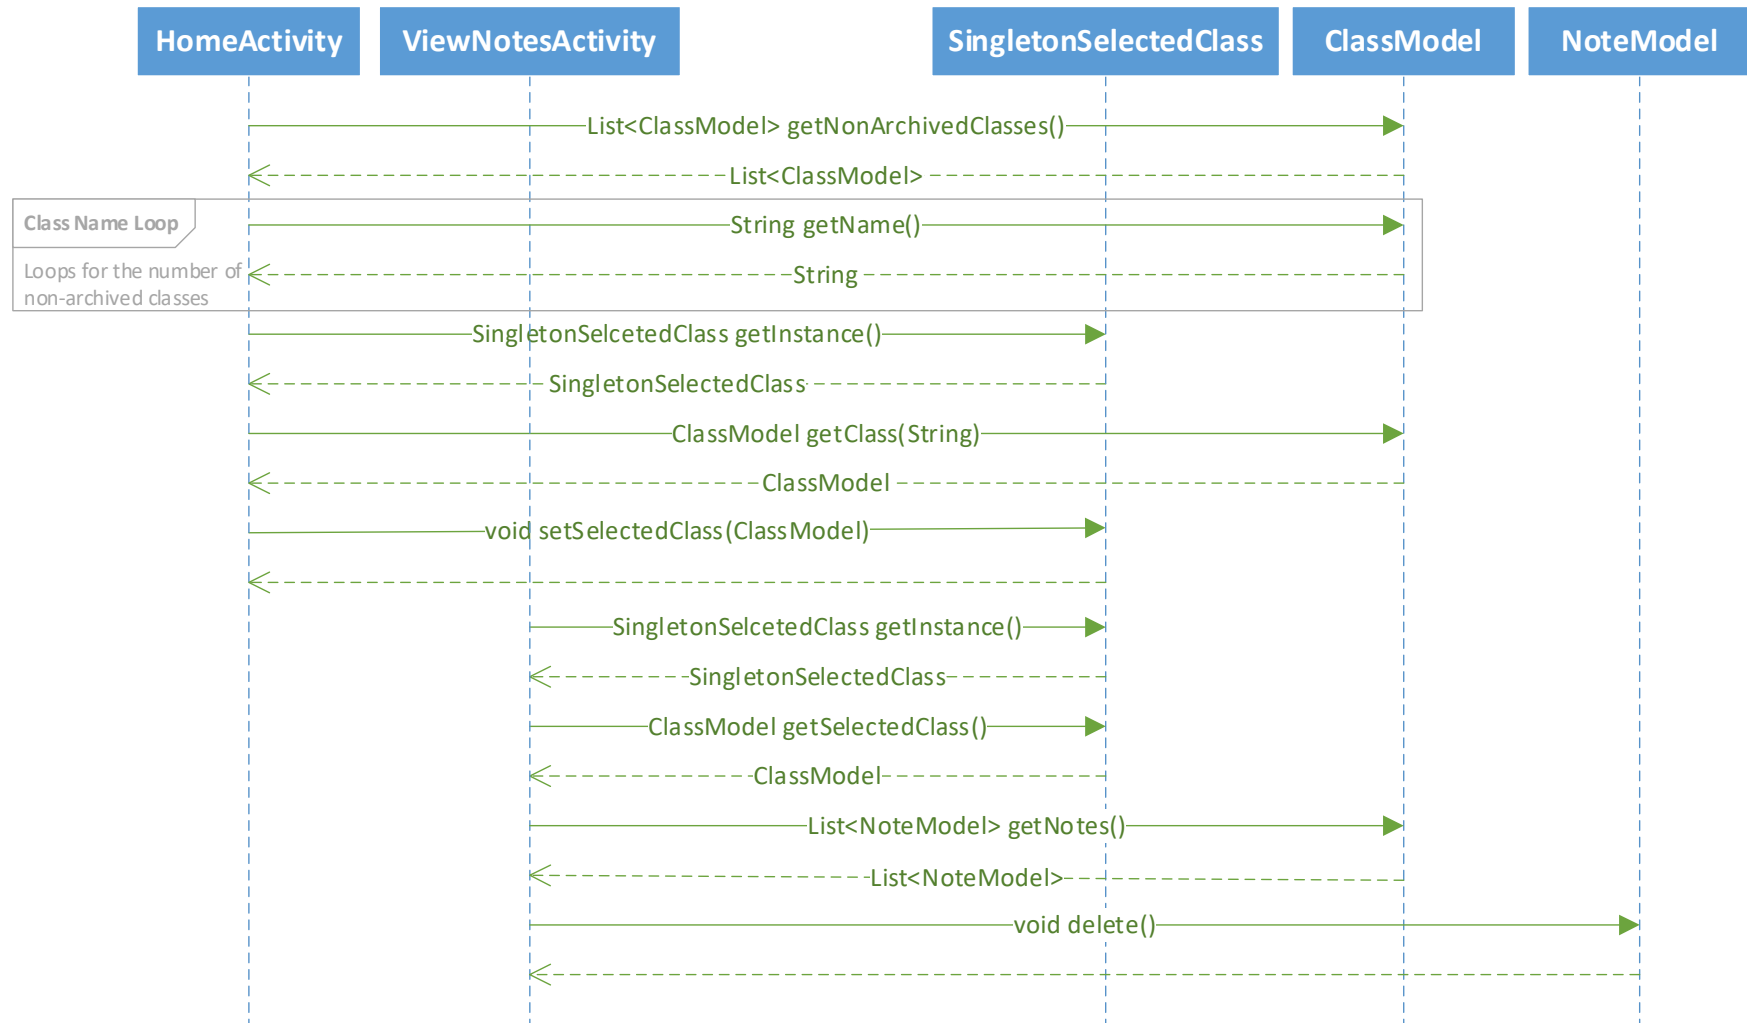 HomeActivity
ViewNotesActivity
SingletonSelectedClass
ClassModel
NoteModel
List<ClassModel> getNonArchivedClasses()
List<ClassModel>
Class Name Loop
String getName()
Loops for the number of
non-archived classes
String
SingletonSelcetedClass getInstance()
SingletonSelectedClass
ClassModel getClass(String)
ClassModel
void setSelectedClass(ClassModel)
SingletonSelcetedClass getInstance()
SingletonSelectedClass
ClassModel getSelectedClass()
ClassModel
List<NoteModel> getNotes()
List<NoteModel>
void delete()